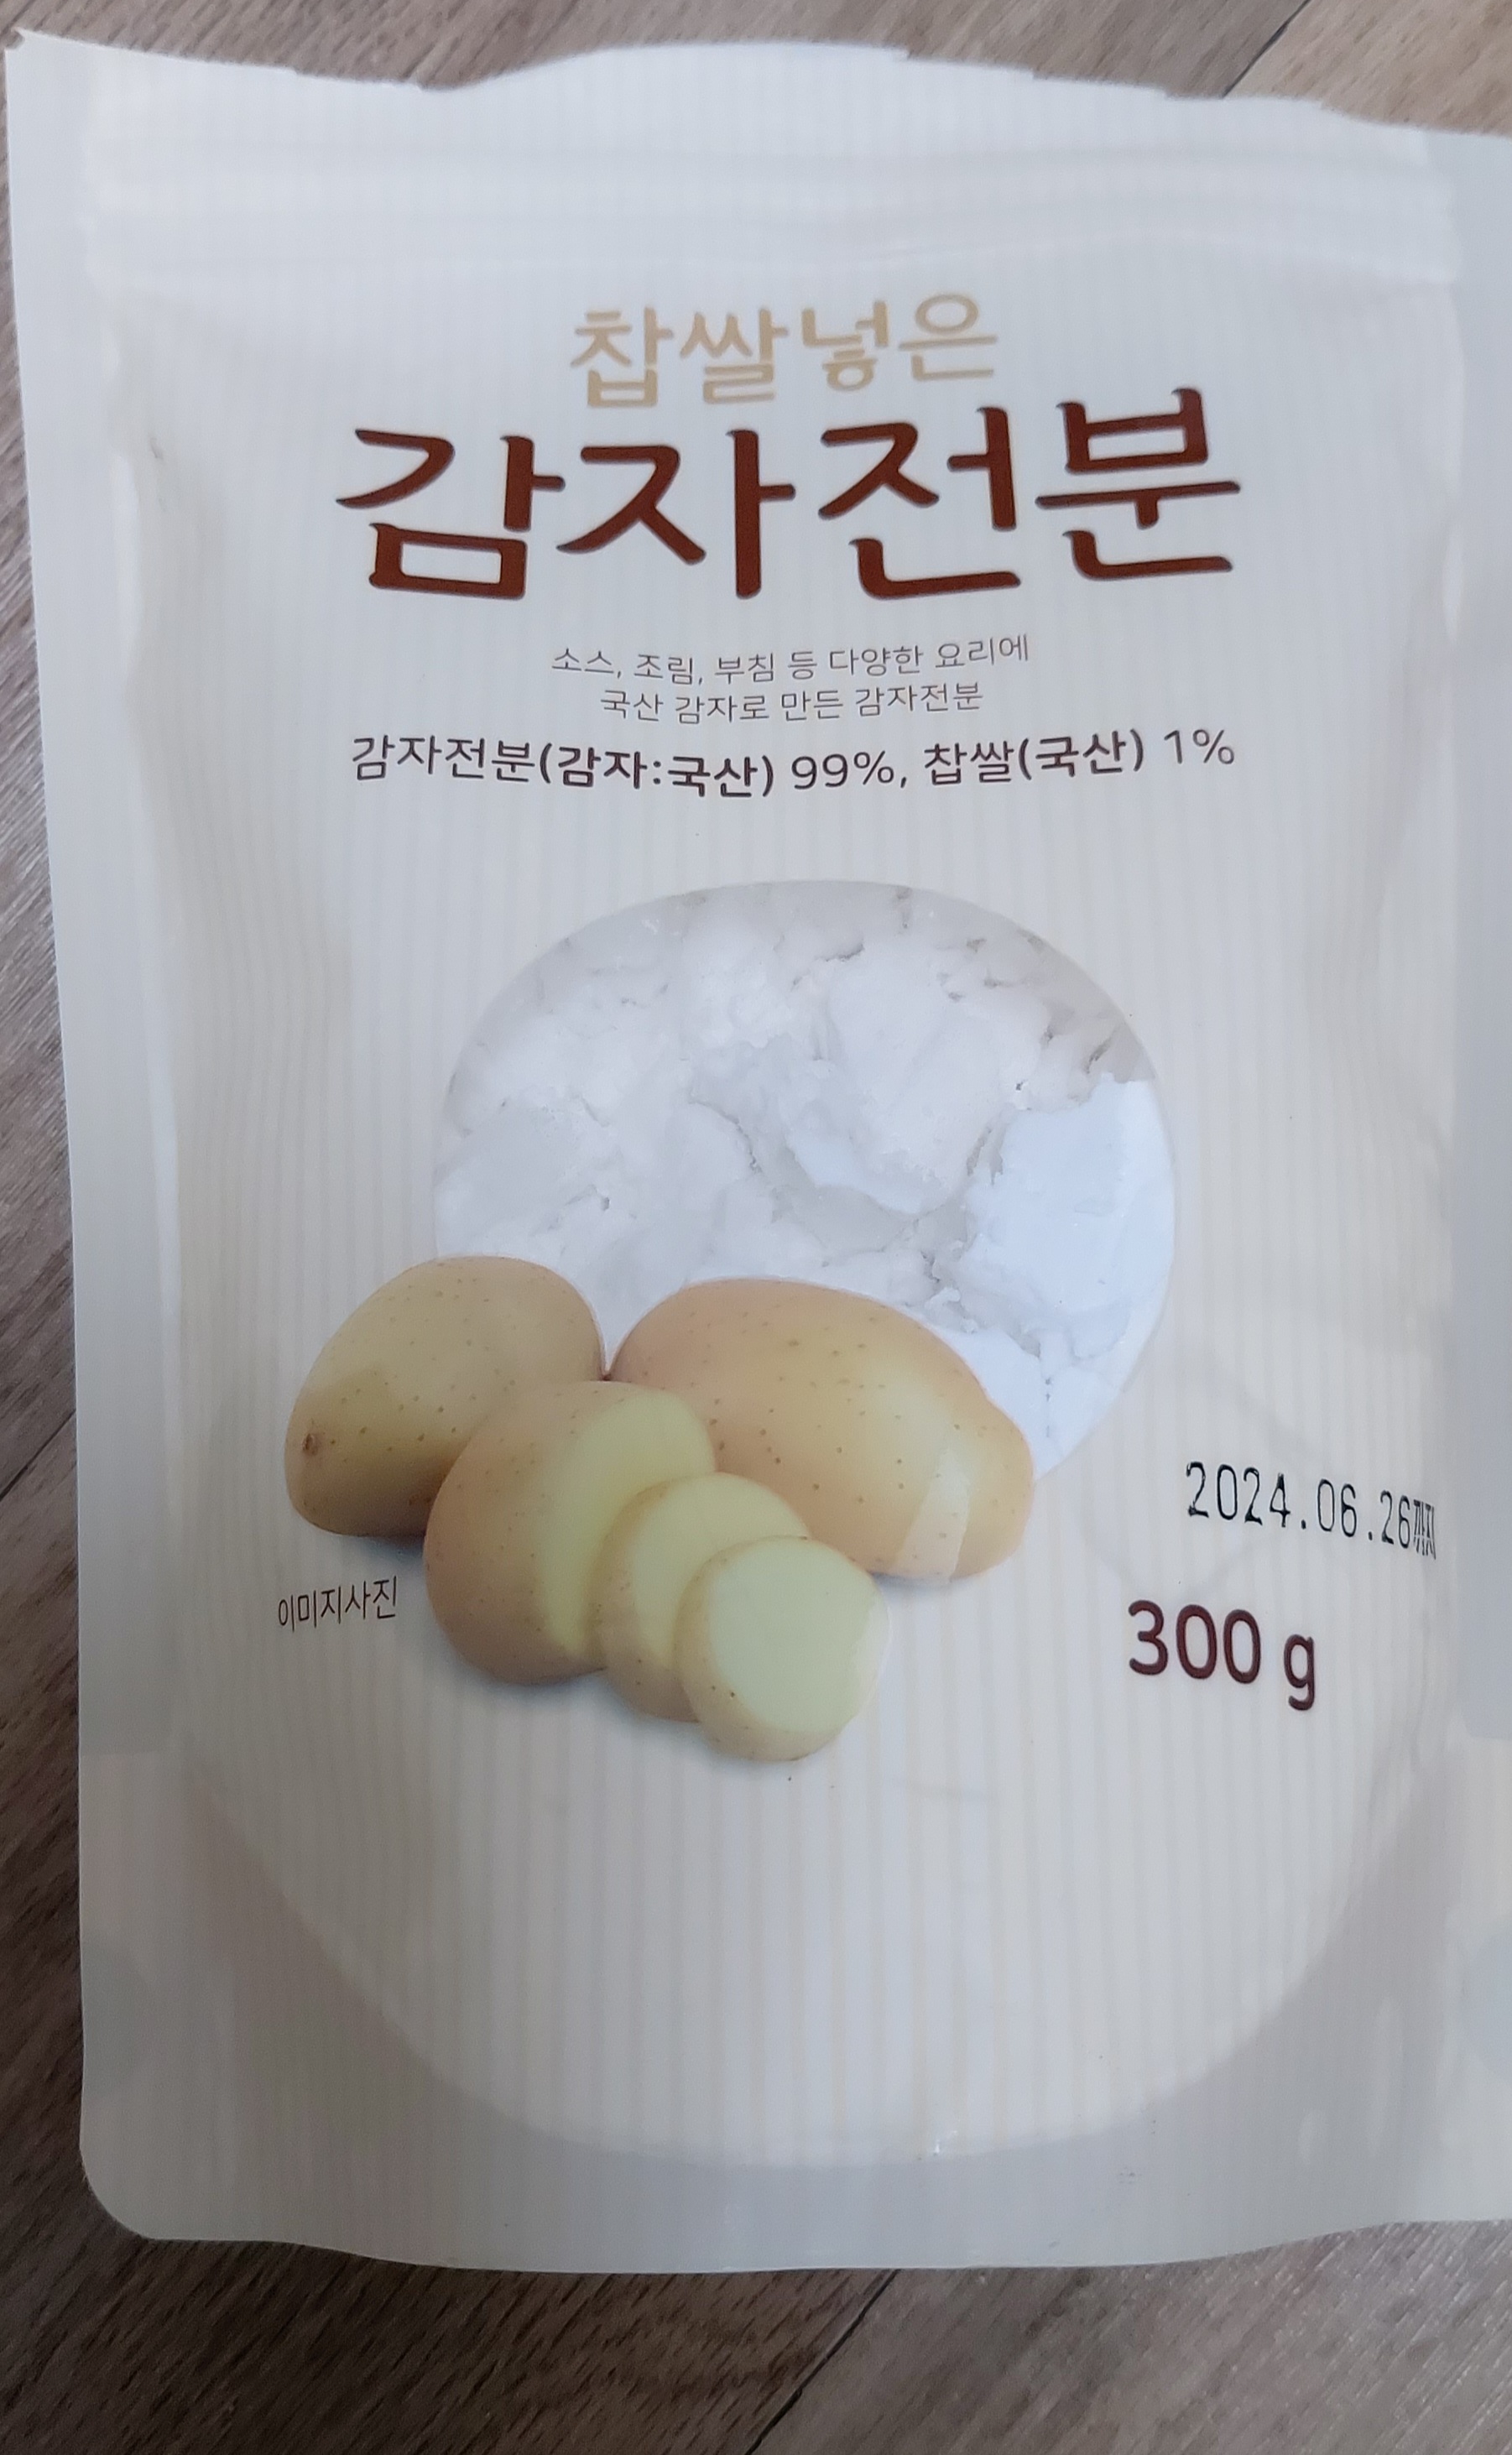 찹쌀넣은
감자전분
소스, 조림, 부침 등 다양한 요리에
국산 감자로 만든 감자전분
감자전분(감자:국산) 99%, 찹쌀(국산) 1%
2024.06.26까지
이미지사진
300 g